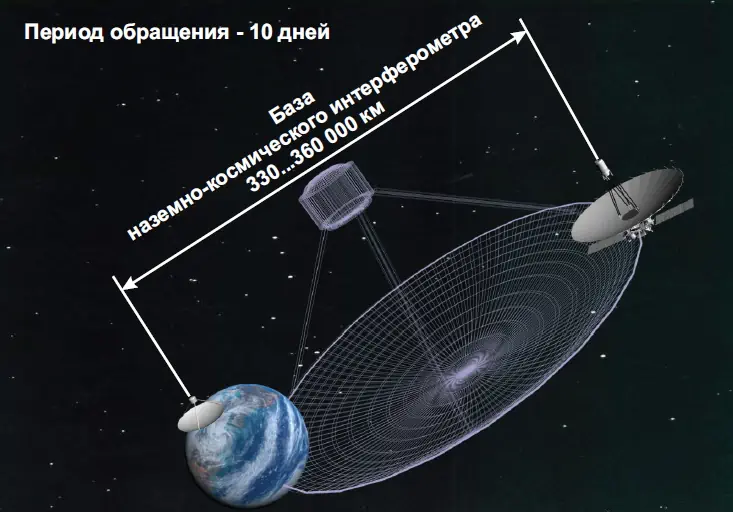 Период обращения - 10 дней
База
наземно-космического интерферометра
330...360 000 км